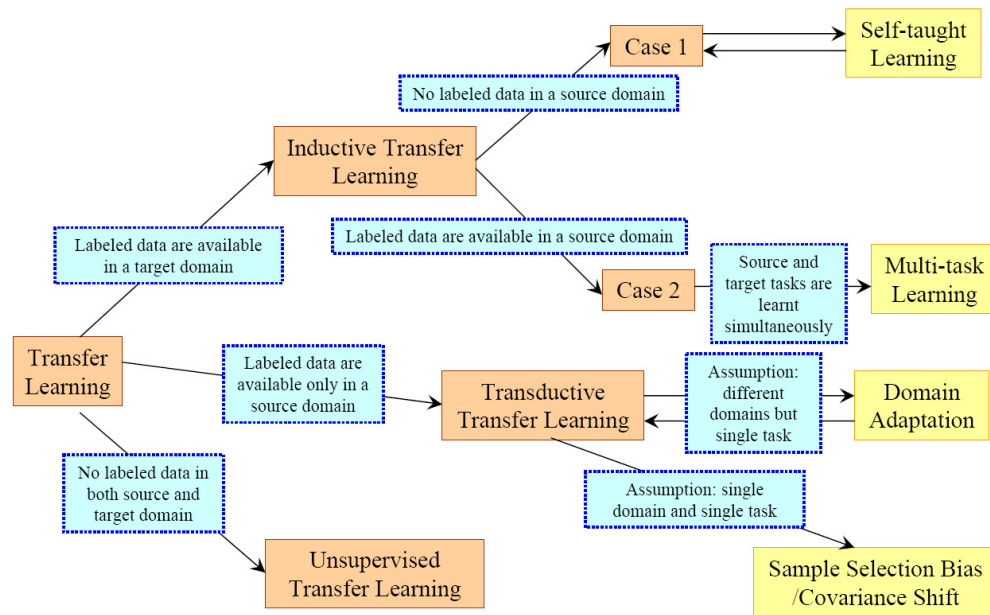 Case 1
Self-taught
Learning
No labeled data in a source domain
Inductive Transfer
Learning
Labeled data are available
in a target domain
Labeled data are available in a source domain
Case 2
Source and
target tasks are
learnt
simultaneously
Multi-task
Learning
Transfer
Learning
Labeled data are
available only in a
source domain
Transductive
Transfer Learning
Assumption:
different
domains but
single task
Domain
Adaptation
No labeled data in
both source and
target domain
Assumption: single
domain and single task
Unsupervised
Transfer Learning
Sample Selection Bias
/Covariance Shift